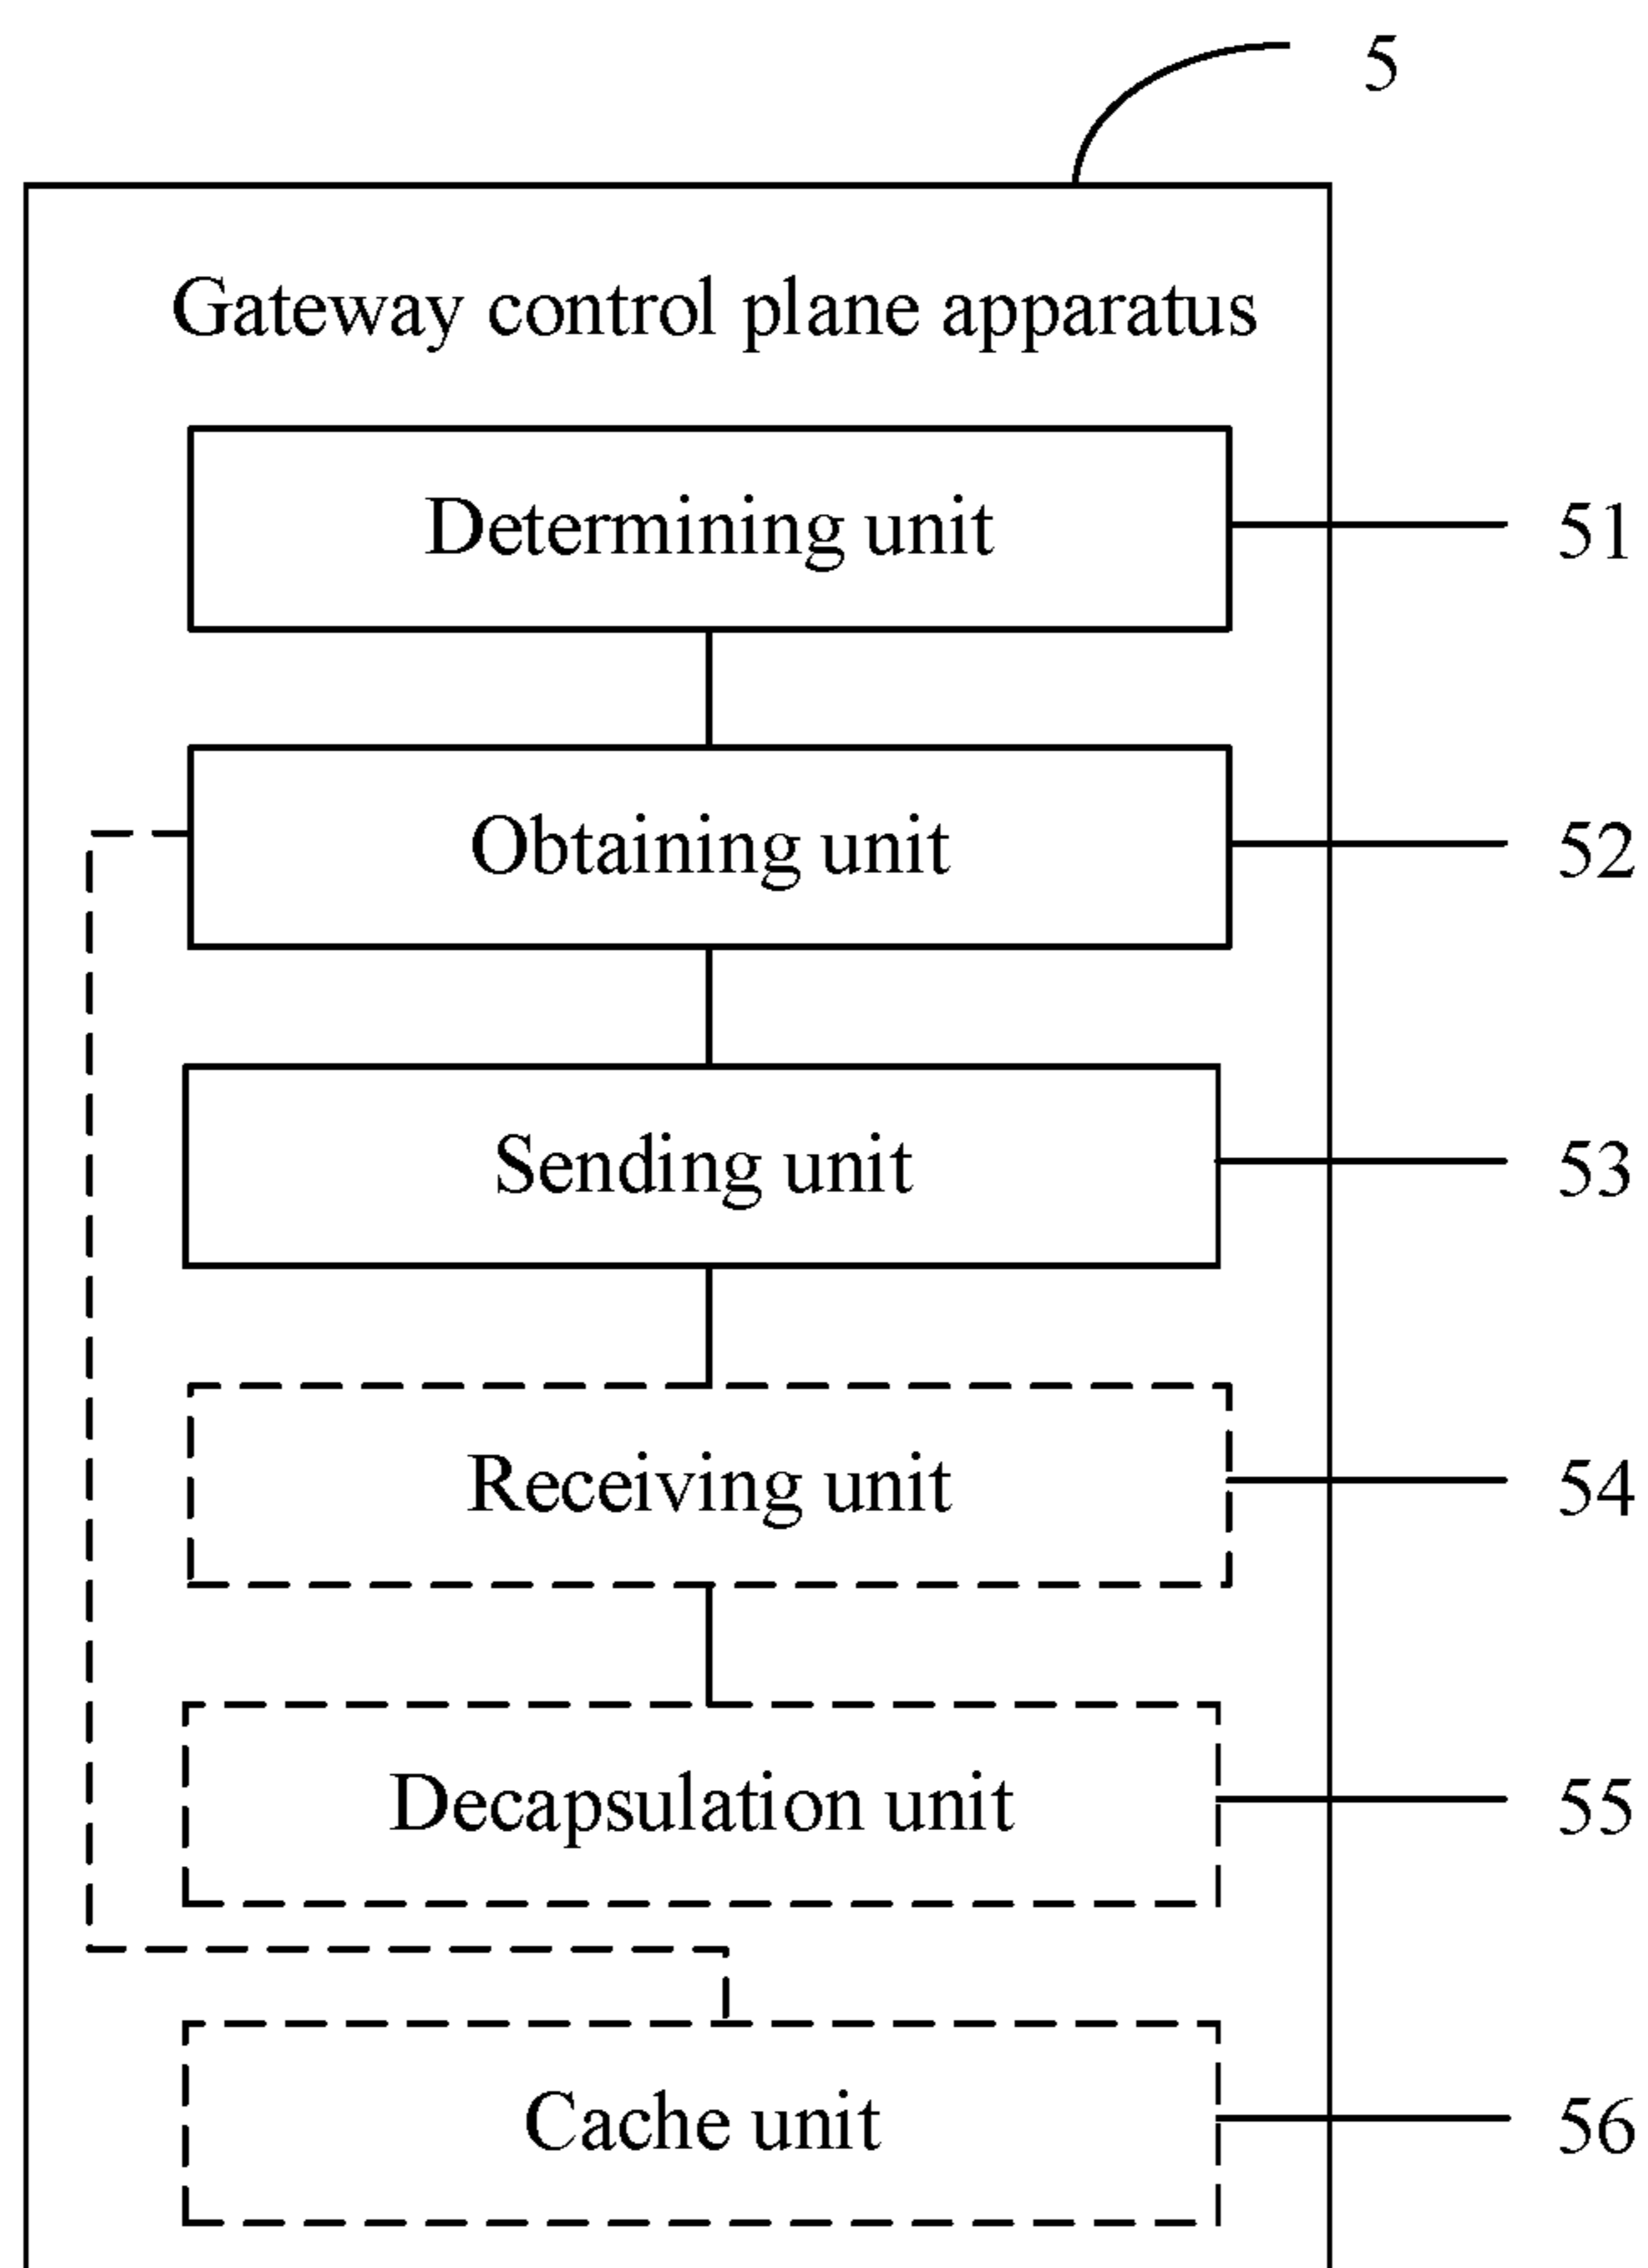 5
Gateway control plane apparatus
Determining unit
51
Obtaining unit
52
Sending unit
53
Receiving unit
54
Decapsulation unit
55
Cache unit
56